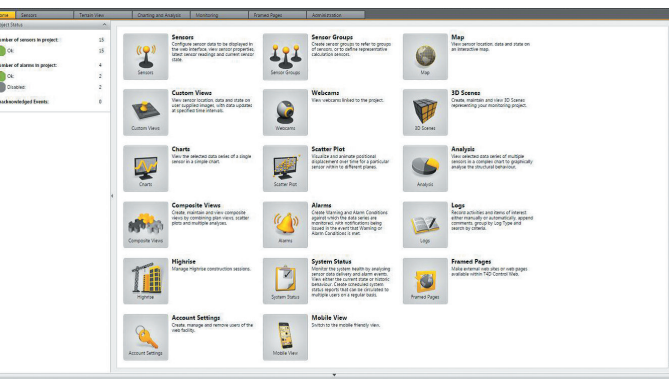 Home Sensors Terrain View Charting and Analysis Monitoring Framed Pages Administration
Project Status
Number of sensors in project: 15
Ok: 15
Number of alarms in project: 4
Ok: 2
Disabled: 2
Unacknowledged Events: 0
Sensors
Configure sensor data to be displayed in
the web interface, view sensor properties,
latest sensor readings and current sensor
state.
Sensors
Sensor Groups
Create sensor groups to refer to groups
of sensors, or to define representative
calculation sensors.
Sensor Groups
Map
View sensor location, data and state on
an interactive map.
Map
Custom Views
View sensor location, data and state on
user supplied images, with data updates
at specified time intervals.
Custom Views
Webcams
View webcams linked to the project.
Webcams
3D Scenes
Create, maintain and view 3D Scenes
representing your monitoring project.
3D Scenes
Charts
View the selected data series of a single
sensor in a simple chart.
Charts
Scatter Plot
Visualize and animate positional
displacement over time for a particular
sensor within to different planes.
Scatter Plot
Analysis
View selected data series of multiple
sensors in a complex chart to graphically
analyse the structural behaviour.
Analysis
Composite Views
Create, maintain and view composite
views by combining plan views, scatter
plots and multiple analyses.
Composite Views
Alarms
Create Warning and Alarm Conditions
against which the data series are
monitored, with notifications being
issued in the event that Warning or
Alarm Conditions is met.
Alarms
Logs
Record activities and items of interest
either manually or automatically, append
comments, group by Log Type and
search by criteria.
Logs
Highrise
Manage Highrise construction sessions.
Highrise
System Status
Monitor the system health by analysing
sensor data delivery and alarm events.
View either the current state or historic
behaviour. Create scheduled system
status reports that can be circulated to
multiple users on a regular basis.
System Status
Framed Pages
Make external web sites or web pages
available within T4D Control Web.
Framed Pages
Account Settings
Create, manage and remove users of the
web facility.
Account Settings
Mobile View
Switch to the mobile friendly view.
Mobile View